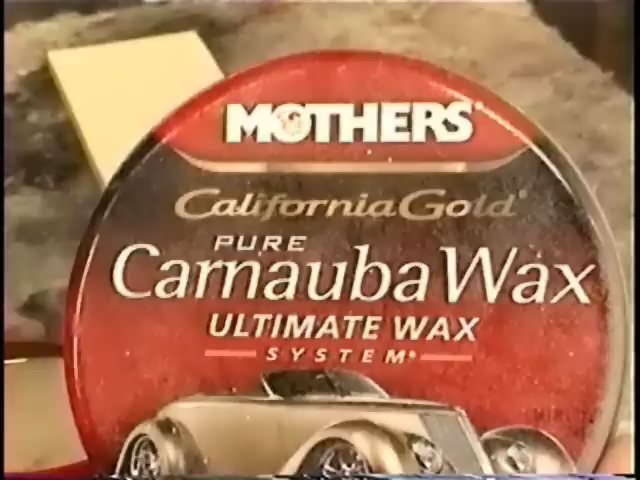 MOTHERS®
California Gold®
PURE
Carnauba Wax
ULTIMATE WAX
SYSTEM®